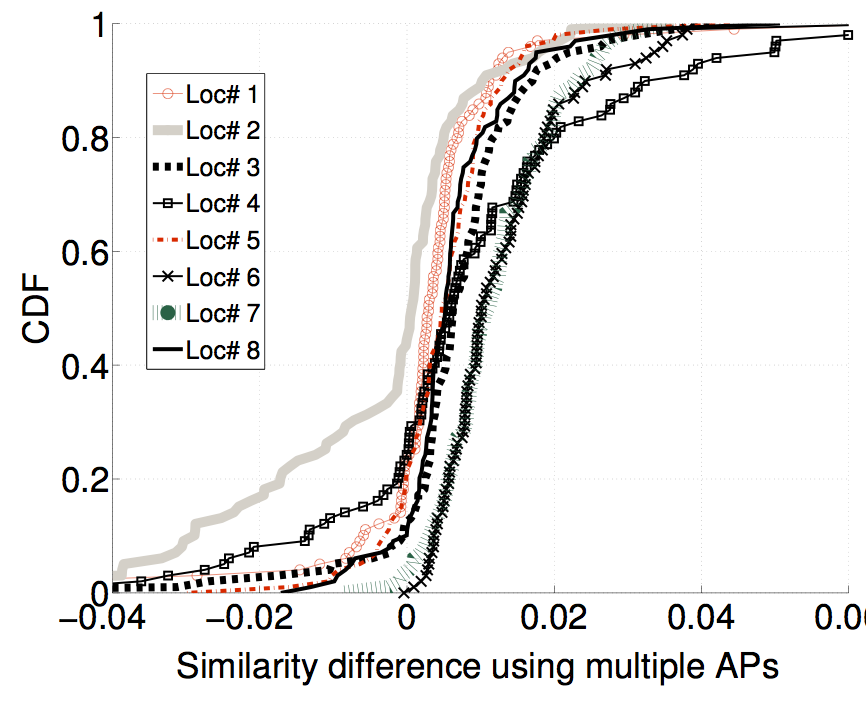 1
0.8
0.6
0.4
0.2
0
CDF
Loc# 1
Loc# 2
Loc# 3
Loc# 4
Loc# 5
Loc# 6
Loc# 7
Loc# 8
−0.04 −0.02 0 0.02 0.04 0.0
Similarity difference using multiple APs